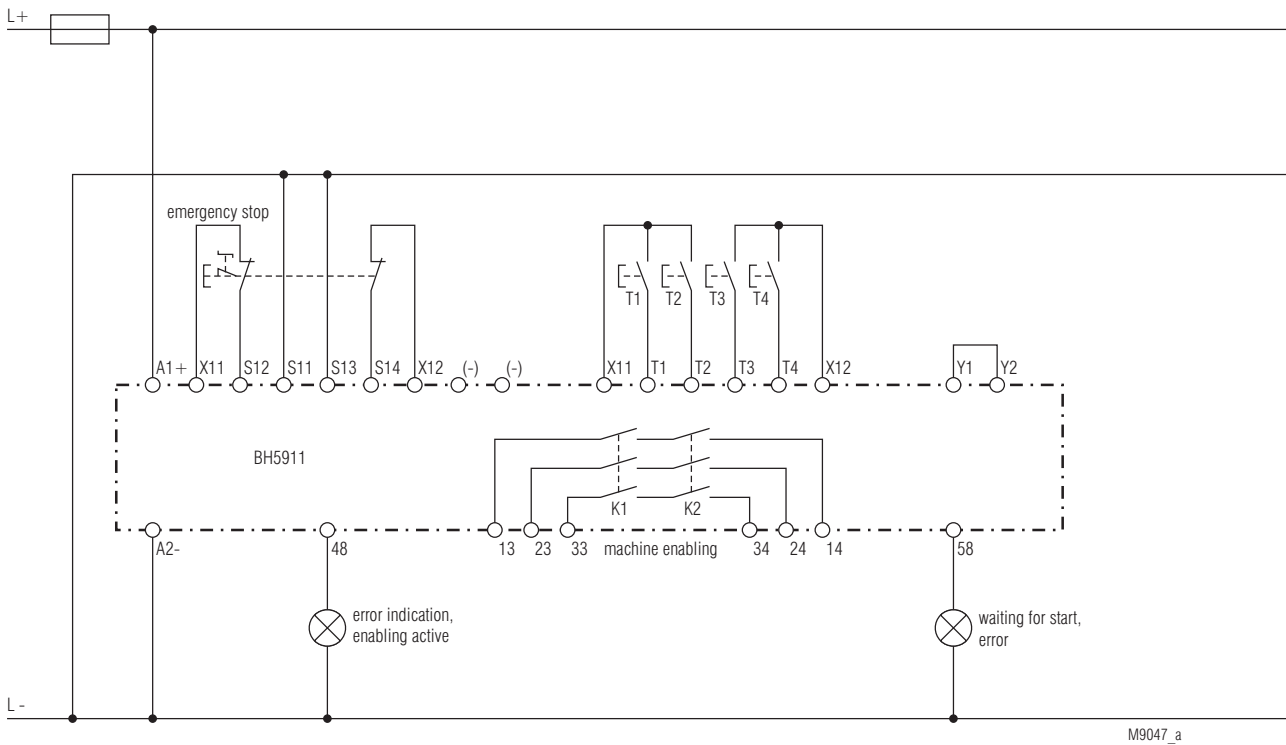 L+
emergency stop
T1 T2 T3 T4
A1+ X11 S12 S11 S13 S14 X12 (-) (-) X11 T1 T2 T3 T4 X12 Y1 Y2
BH5911
K1 K2
A2- 48 13 23 33 machine enabling 34 24 14 58
error indication,
enabling active
waiting for start,
error
L -
M9047_a